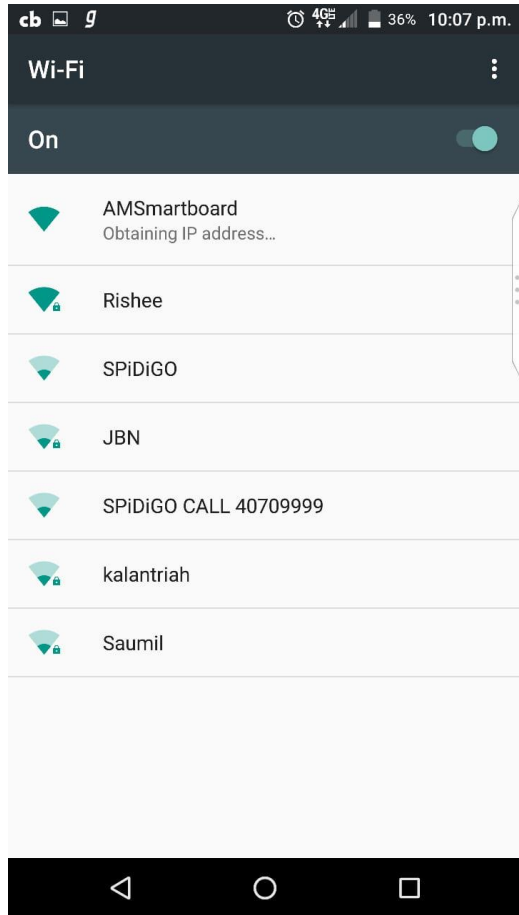 cb g 4G 36% 10:07 p.m.
Wi-Fi
On
AMSmartboard
Obtaining IP address...
Rishee
SPiDiGO
JBN
SPiDiGO CALL 40709999
kalantriah
Saumil